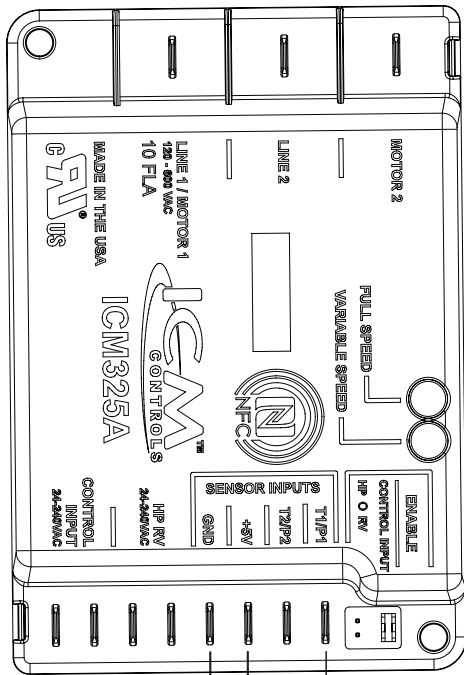 MOTOR 2
LINE 2
LINE 1 / MOTOR 1
120 - 600 VAC
10 FLA
MADE IN THE USA
C RU ® US
FULL SPEED
VARIABLE SPEED
NFC
ICM ™
CONTROLS
ICM325A
ENABLE
CONTROL INPUT
HP O RV
SENSOR INPUTS
T1/P1
T2/P2
+5V
GND
HP RV
24-240VAC
CONTROL
INPUT
24-240VAC